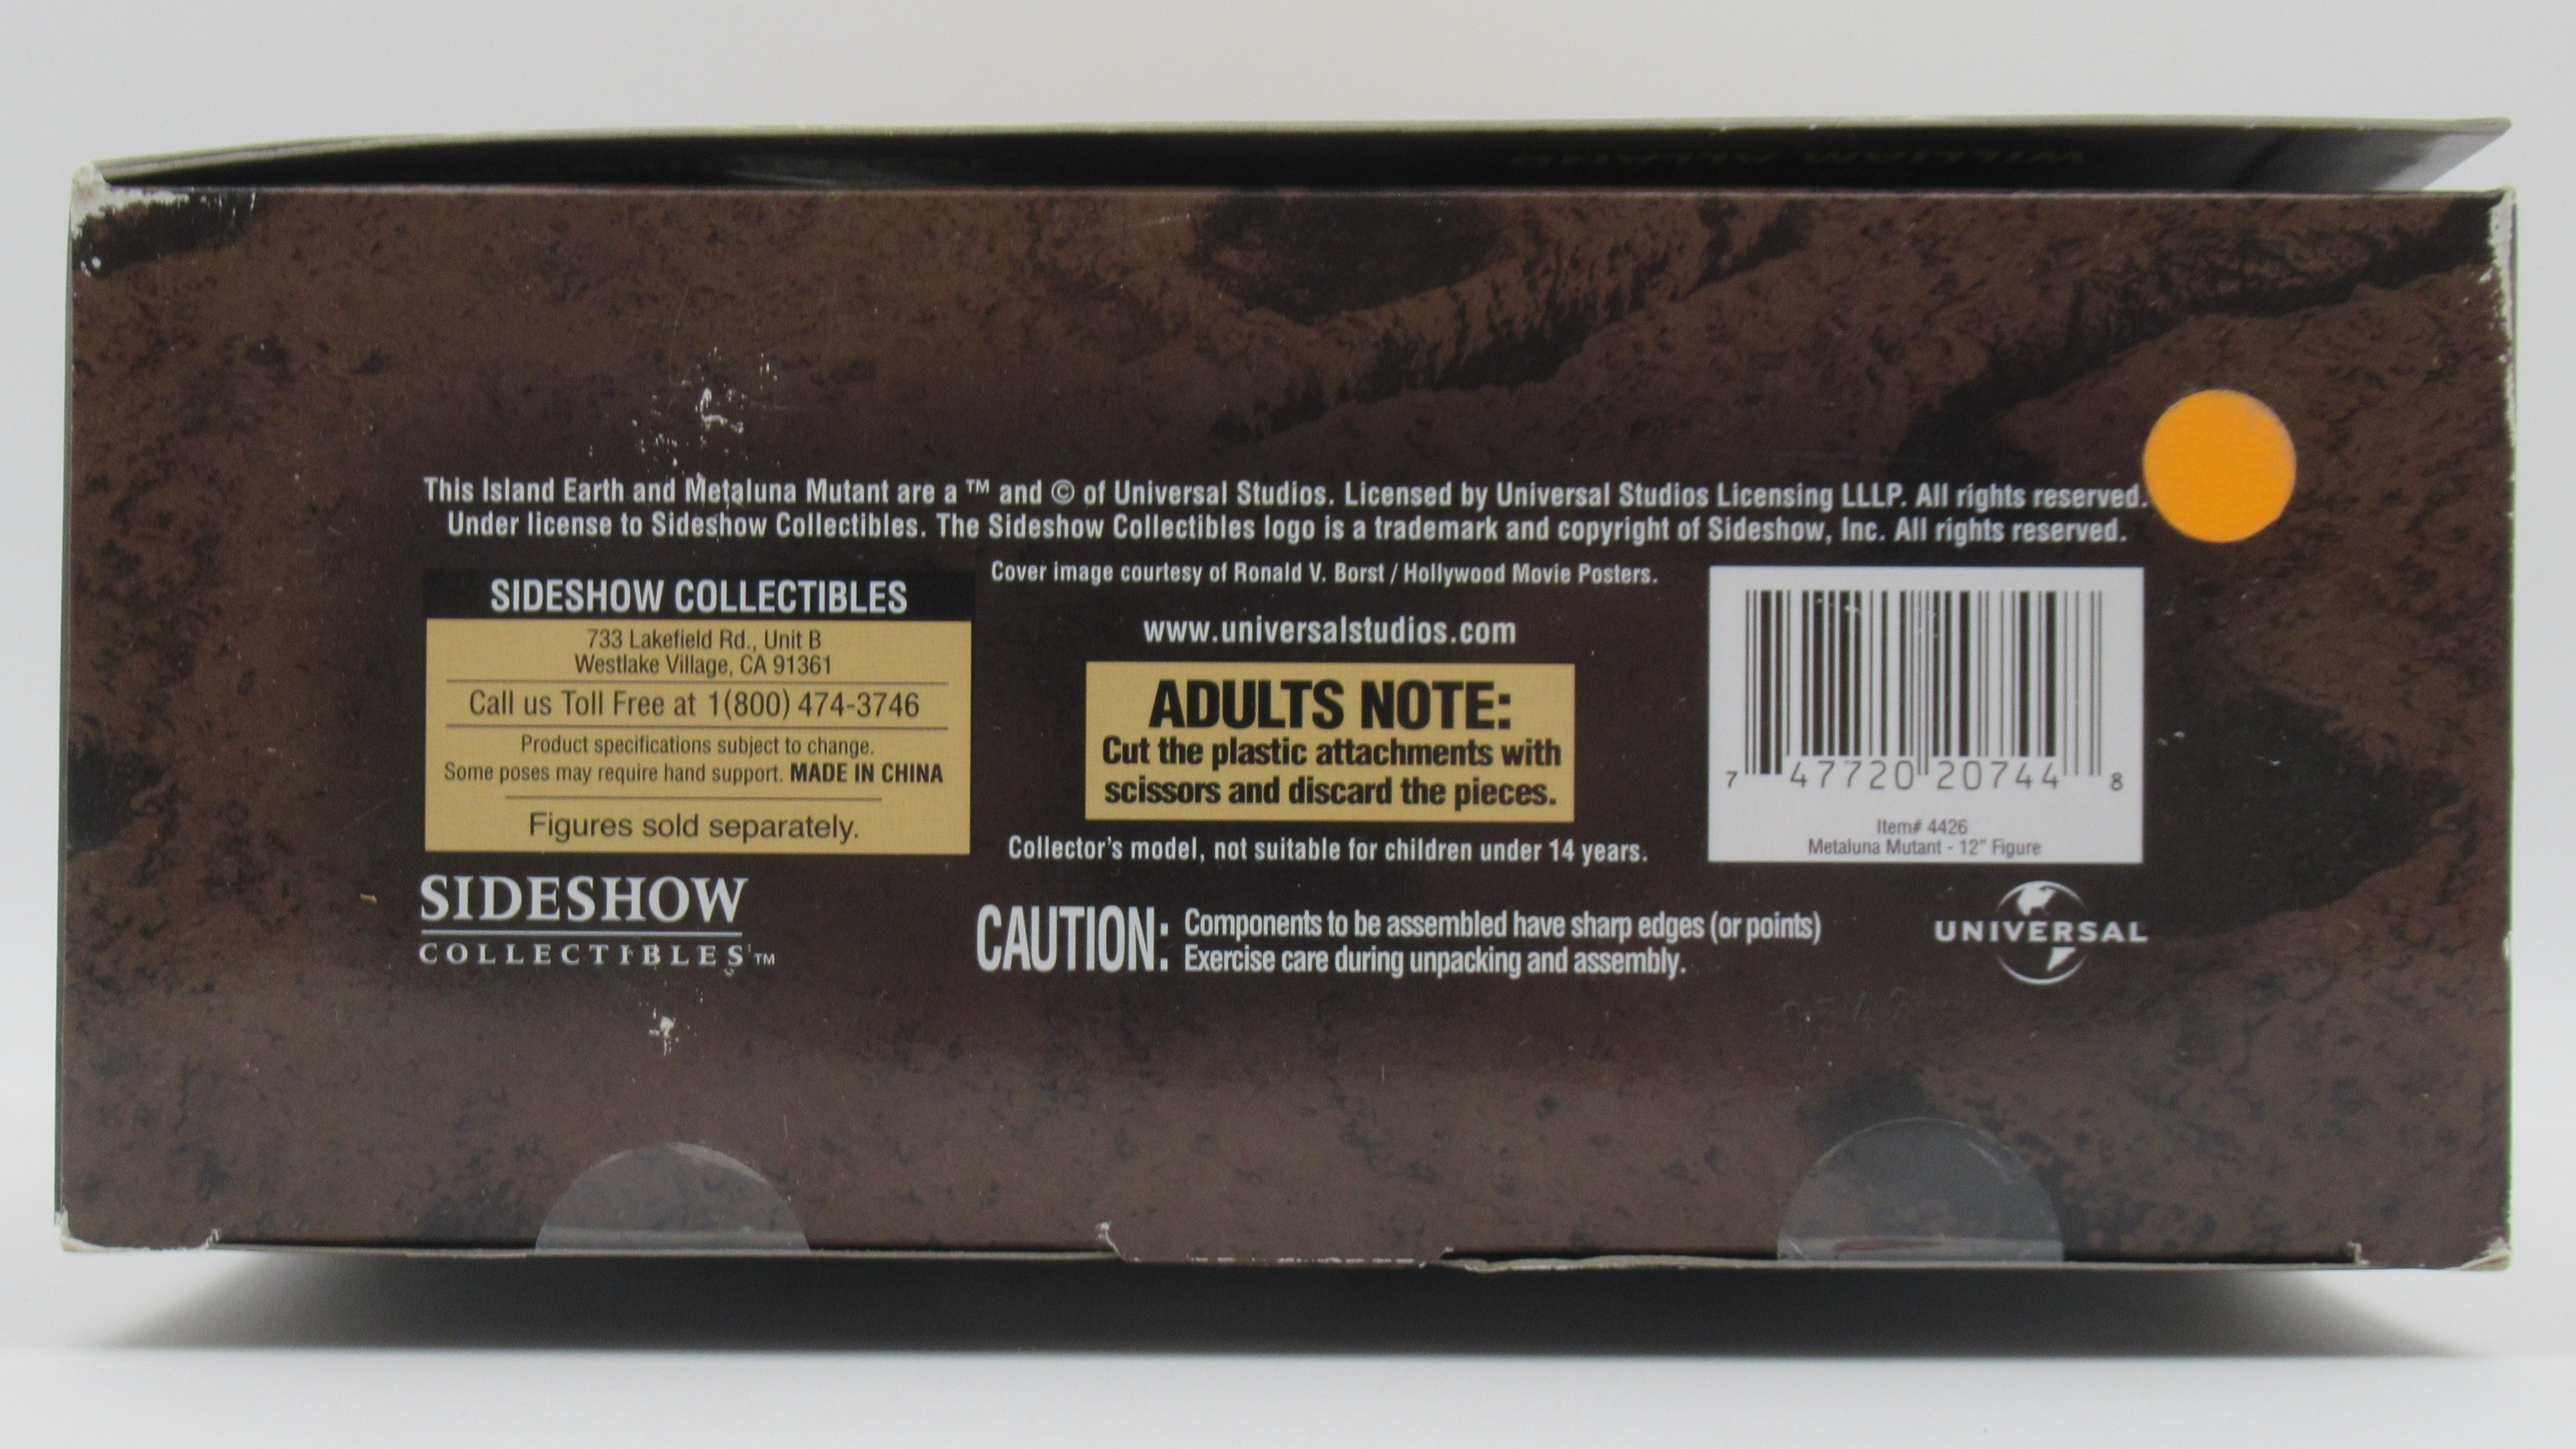 WILLIAM ALLAND
This Island Earth and Metaluna Mutant are a ™ and © of Universal Studios. Licensed by Universal Studios Licensing LLLP. All rights reserved.
Under license to Sideshow Collectibles. The Sideshow Collectibles logo is a trademark and copyright of Sideshow, Inc. All rights reserved.
Cover image courtesy of Ronald V. Borst / Hollywood Movie Posters.
www.universalstudios.com
SIDESHOW COLLECTIBLES
733 Lakefield Rd., Unit B
Westlake Village, CA 91361
Call us Toll Free at 1(800) 474-3746
Product specifications subject to change.
Some poses may require hand support. MADE IN CHINA
Figures sold separately.
SIDESHOW
COLLECTIBLES™
ADULTS NOTE:
Cut the plastic attachments with
scissors and discard the pieces.
Collector's model, not suitable for children under 14 years.
CAUTION: Components to be assembled have sharp edges (or points)
Exercise care during unpacking and assembly.
7 47720 20744 8
Item# 4426
Metaluna Mutant - 12" Figure
UNIVERSAL